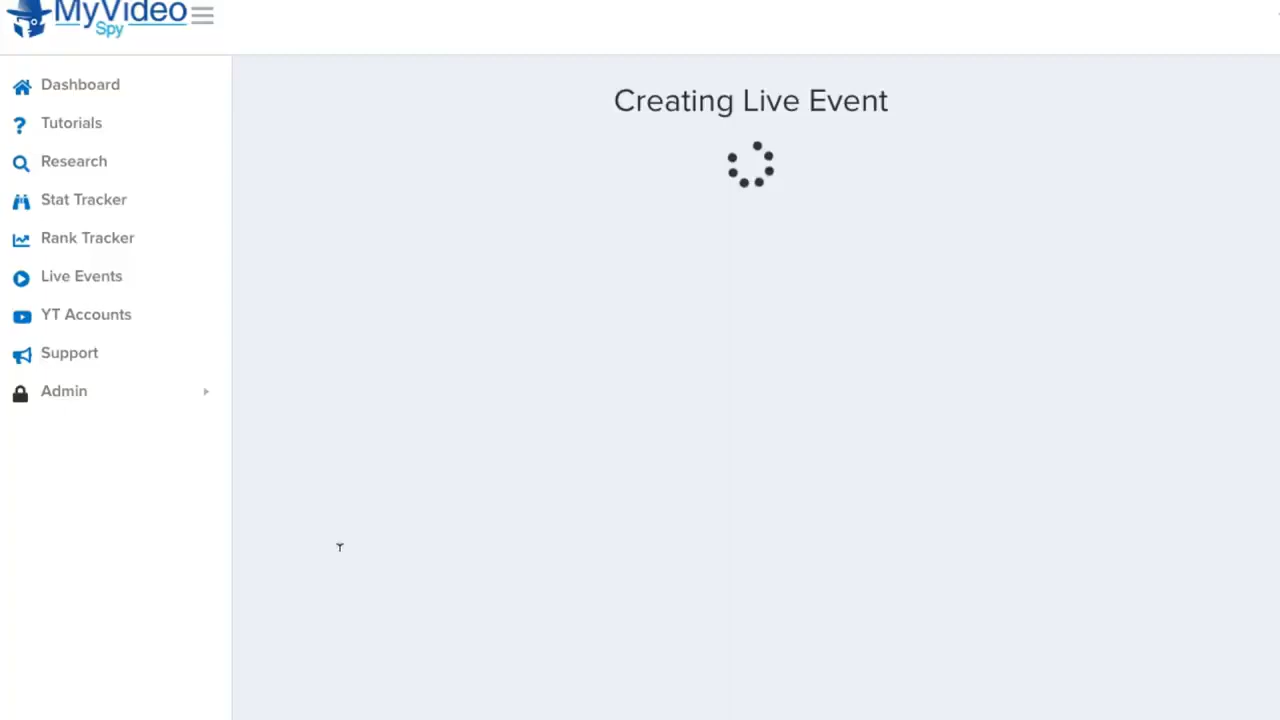 MyVideo
Spy
Creating Live Event
Dashboard
Tutorials
Research
Stat Tracker
Rank Tracker
Live Events
YT Accounts
Support
Admin